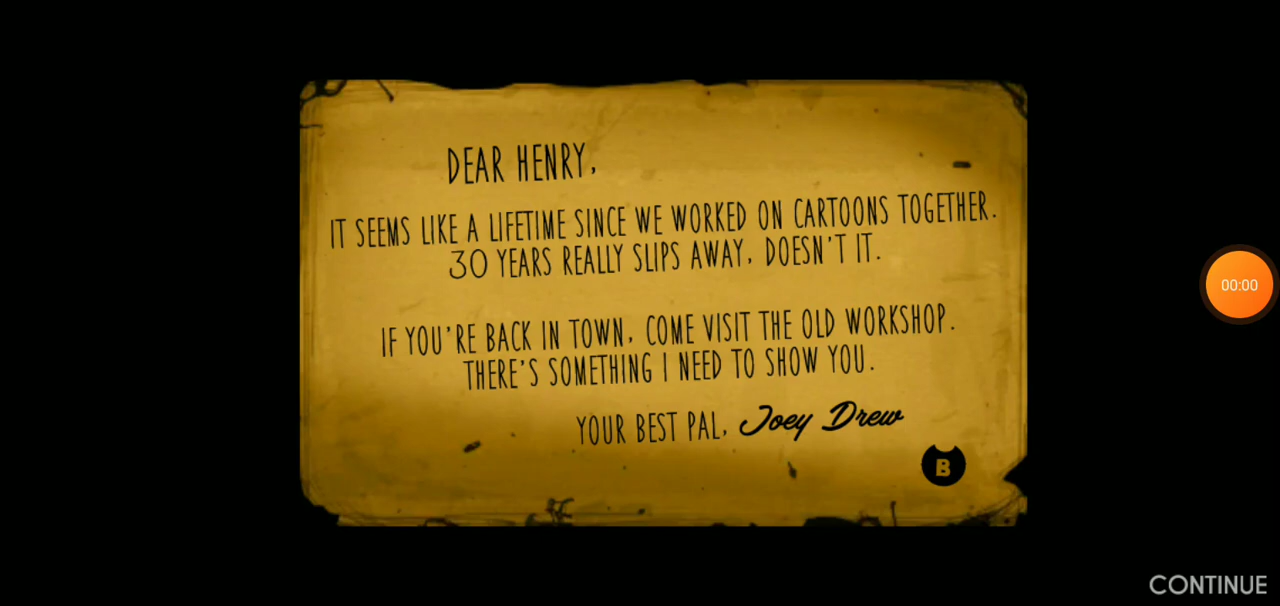 DEAR HENRY,
IT SEEMS LIKE A LIFETIME SINCE WE WORKED ON CARTOONS TOGETHER.
30 YEARS REALLY SLIPS AWAY, DOESN'T IT.
IF YOU'RE BACK IN TOWN, COME VISIT THE OLD WORKSHOP.
THERE'S SOMETHING I NEED TO SHOW YOU.
YOUR BEST PAL, Joey Drew
B
00:00
CONTINUE